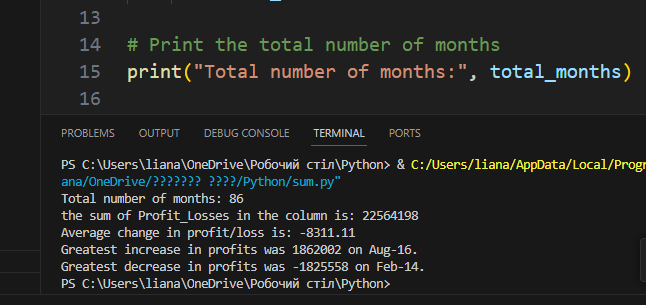 13
14 # Print the total number of months
15 print("Total number of months:", total_months)
16
PROBLEMS OUTPUT DEBUG CONSOLE TERMINAL PORTS
PS C:\Users\liana\OneDrive\Робочий стіл\Python> & C:/Users/liana/AppData/Local/Progr
ana/OneDrive/??????? ????/Python/sum.py"
Total number of months: 86
the sum of Profit_Losses in the column is: 22564198
Average change in profit/loss is: -8311.11
Greatest increase in profits was 1862002 on Aug-16.
Greatest decrease in profits was -1825558 on Feb-14.
PS C:\Users\liana\OneDrive\Робочий стіл\Python>